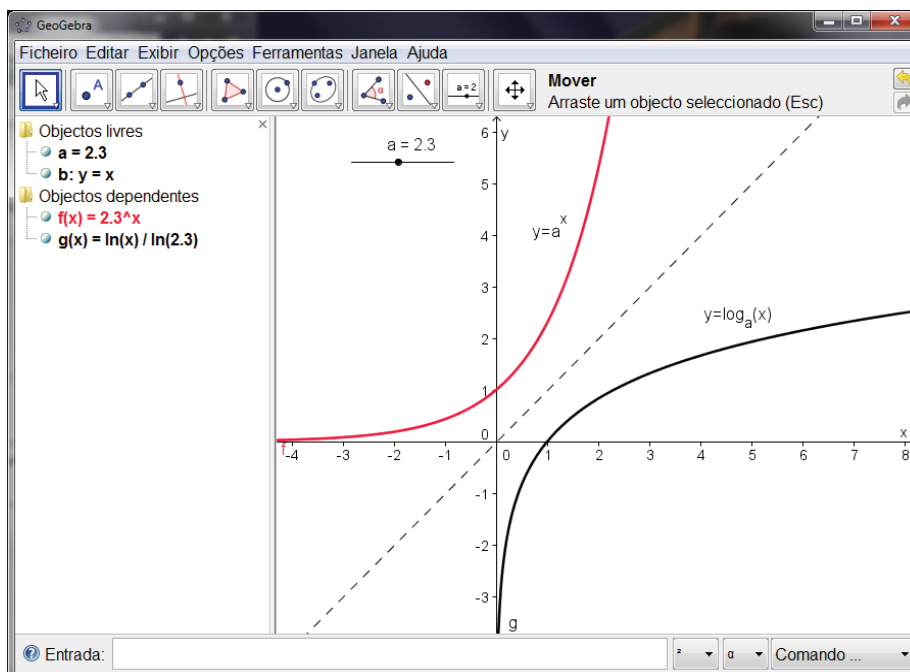 GeoGebra
Ficheiro Editar Exibir Opções Ferramentas Janela Ajuda
A
α
a=2
Mover
Arraste um objecto seleccionado (Esc)
Objectos livres
a = 2.3
b: y = x
Objectos dependentes
f(x) = 2.3^x
g(x) = ln(x) / ln(2.3)
a = 2.3
y=a^x
y=log_a(x)
y
6
5
4
3
2
1
0
-1
-2
-3
x
-4 -3 -2 -1 0 1 2 3 4 5 6 7 8
f
g
Entrada:
² α Comando ...